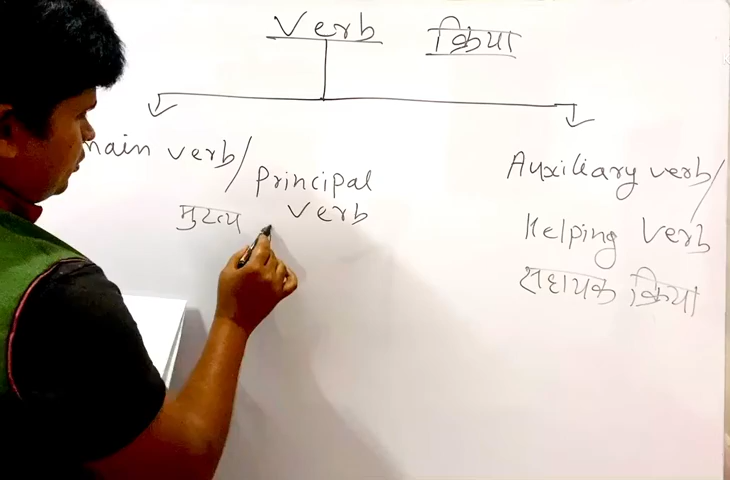 Verb क्रिया
main verb/
Principal
verb
मुख्य
Auxiliary verb/
Helping Verb
सहायक क्रिया